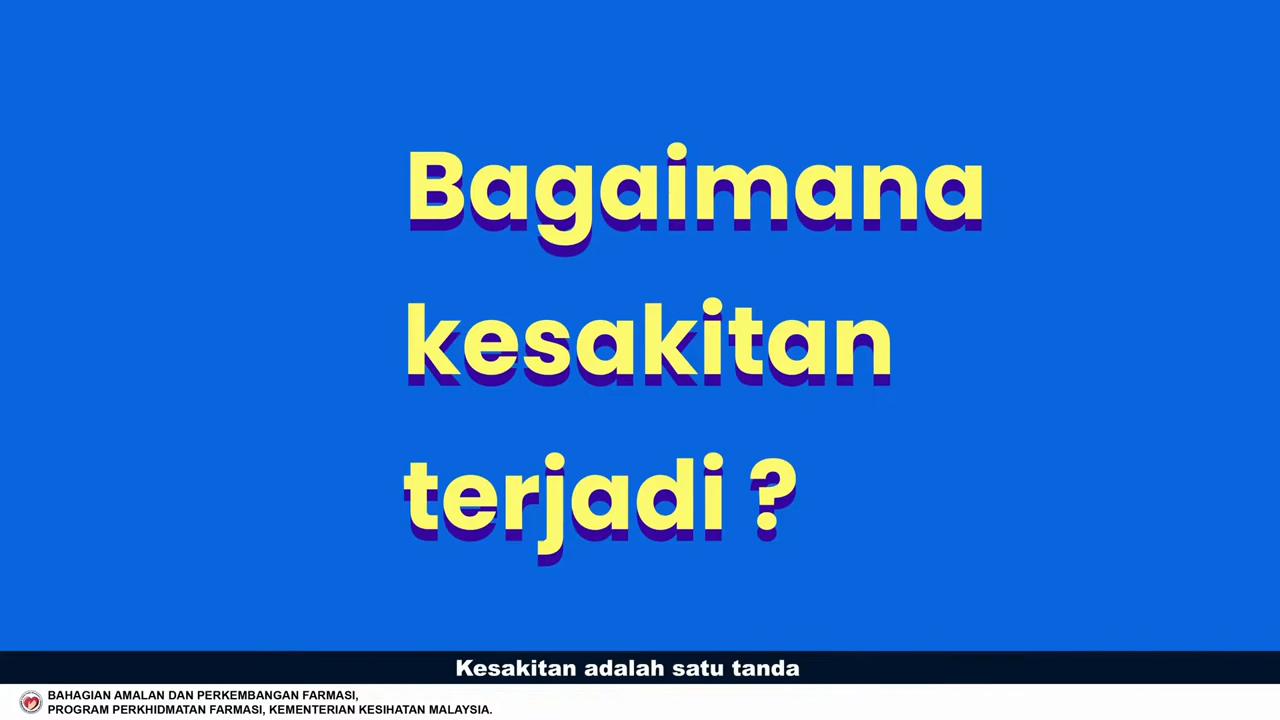 Bagaimana
kesakitan
terjadi ?
Kesakitan adalah satu tanda
BAHAGIAN AMALAN DAN PERKEMBANGAN FARMASI,
PROGRAM PERKHIDMATAN FARMASI, KEMENTERIAN KESIHATAN MALAYSIA.